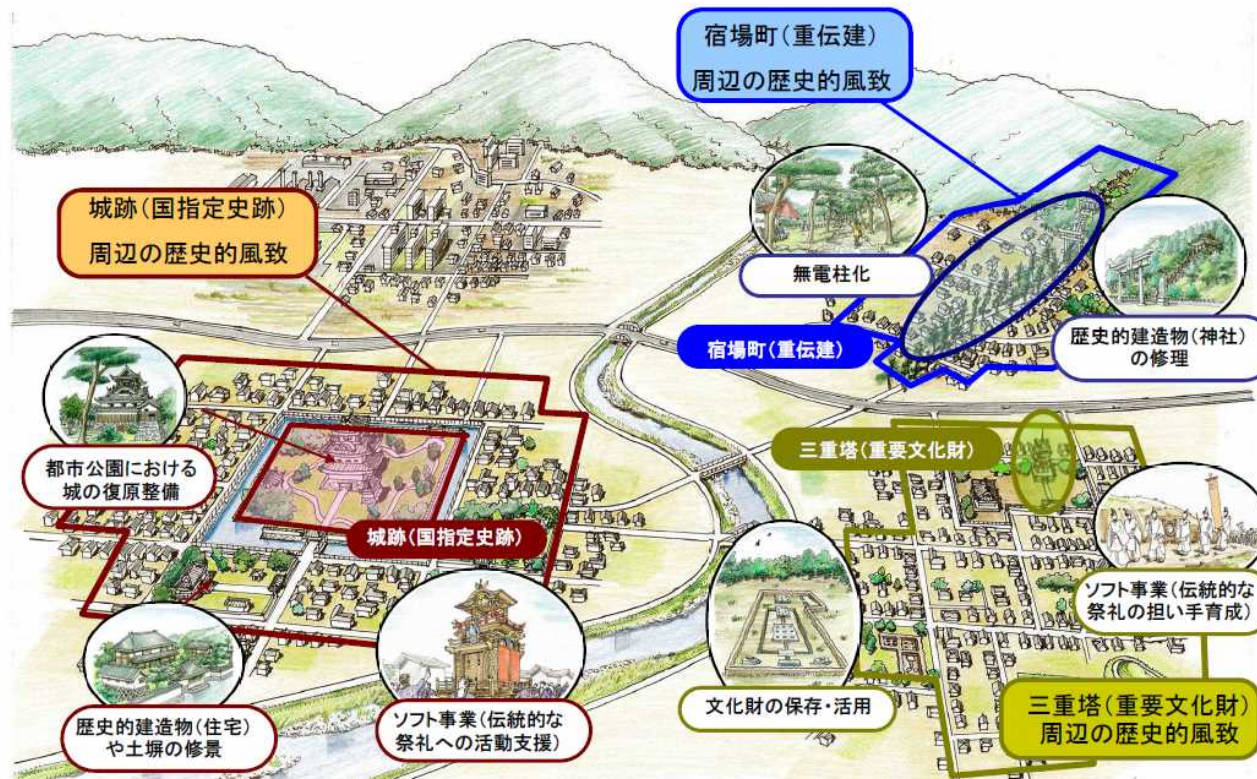 宿場町(重伝建)
周辺の歴史的風致
城跡(国指定史跡)
周辺の歴史的風致
無電柱化
歴史的建造物(神社)
の修理
宿場町(重伝建)
都市公園における
城の復原整備
城跡(国指定史跡)
三重塔(重要文化財)
ソフト事業(伝統的な
祭礼の担い手育成)
歴史的建造物(住宅)
や土塀の修景
ソフト事業(伝統的な
祭礼への活動支援)
文化財の保存・活用
三重塔(重要文化財)
周辺の歴史的風致